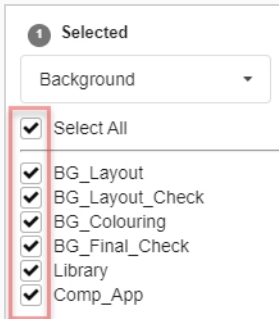 1 Selected
Background
Select All
BG_Layout
BG_Layout_Check
BG_Colouring
BG_Final_Check
Library
Comp_App